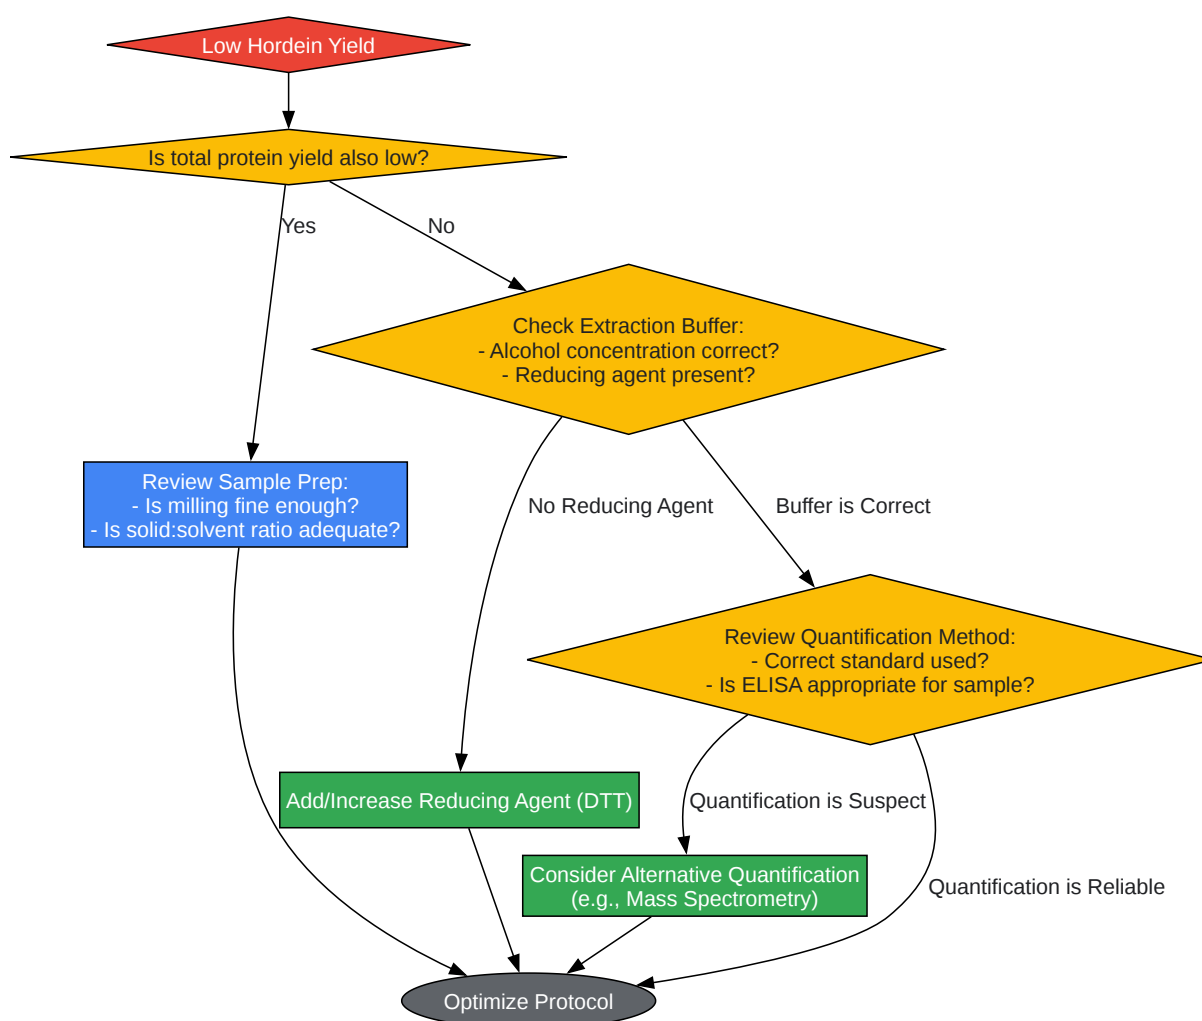 Low Hordein Yield
Is total protein yield also low?
Yes
No
Check Extraction Buffer:
- Alcohol concentration correct?
- Reducing agent present?
Review Sample Prep:
- Is milling fine enough?
- Is solid:solvent ratio adequate?
No Reducing Agent
Buffer is Correct
Review Quantification Method:
- Correct standard used?
- Is ELISA appropriate for sample?
Add/Increase Reducing Agent (DTT)
Quantification is Suspect
Consider Alternative Quantification
(e.g., Mass Spectrometry)
Quantification is Reliable
Optimize Protocol